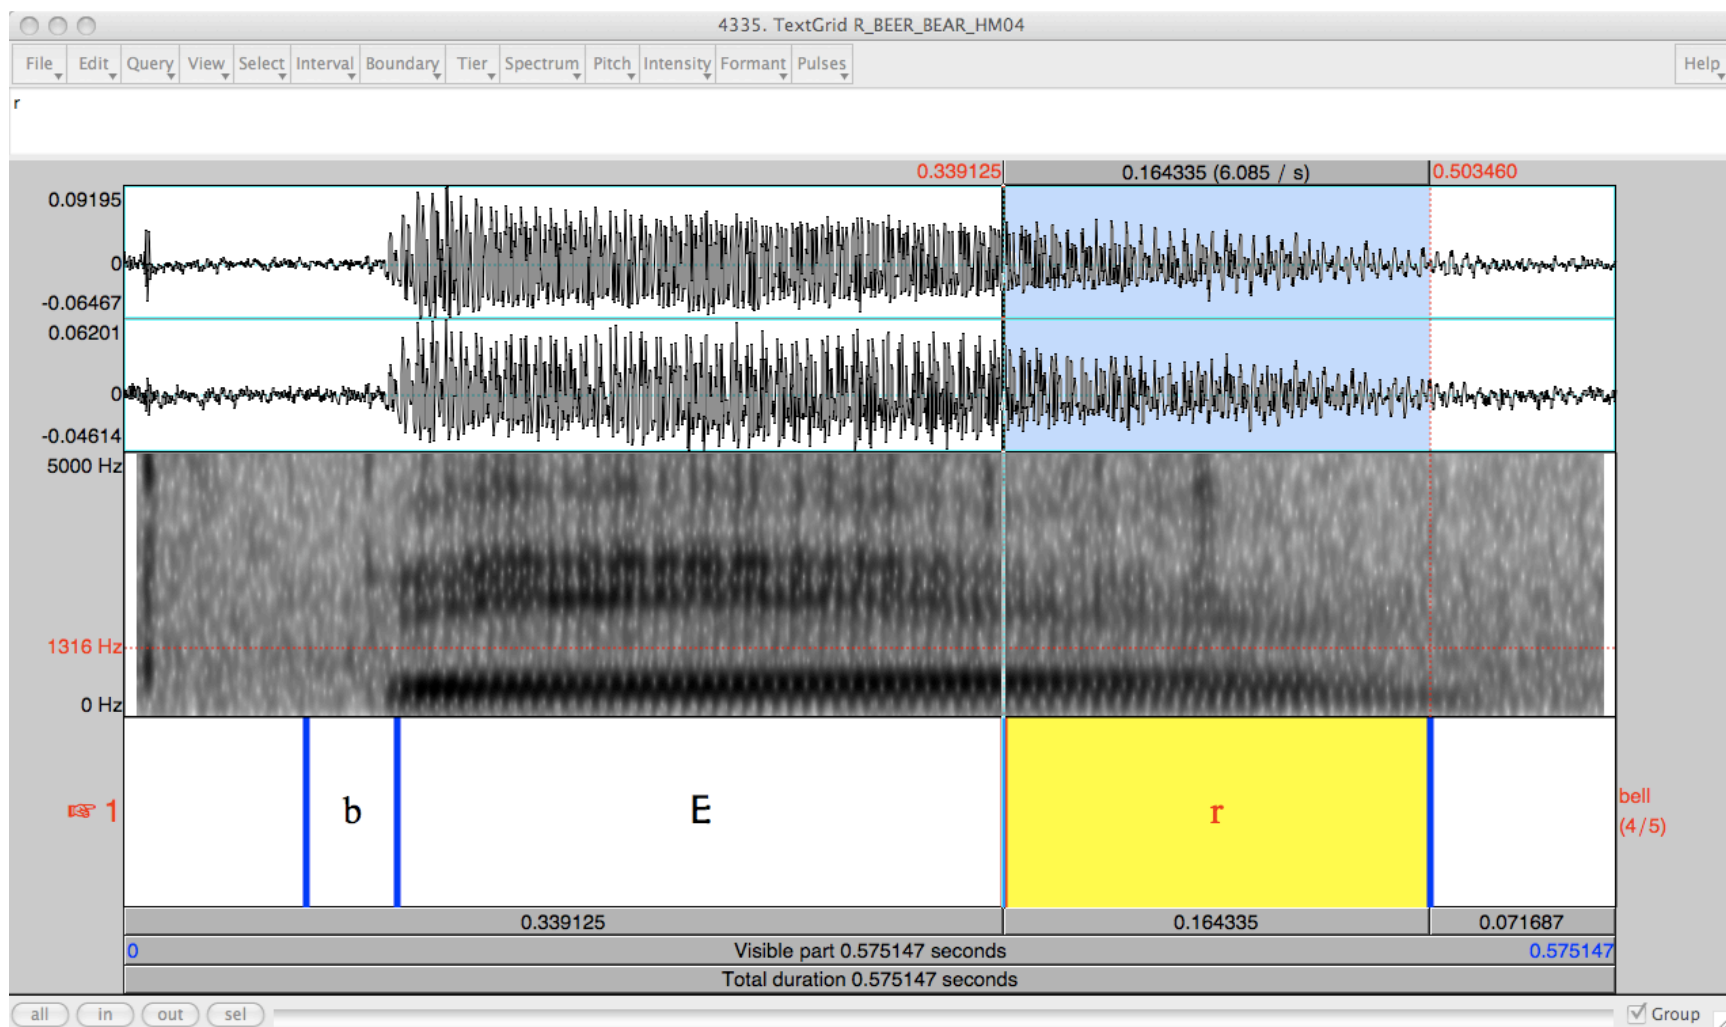 4335. TextGrid R_BEER_BEAR_HM04
File Edit Query View Select Interval Boundary Tier Spectrum Pitch Intensity Formant Pulses Help
r
0.339125 0.164335 (6.085 / s) 0.503460
0.09195
0
-0.06467
0.06201
0
-0.04614
5000 Hz
1316 Hz
0 Hz
☞ 1 b E r bell
(4/5)
0.339125 0.164335 0.071687
0 Visible part 0.575147 seconds 0.575147
Total duration 0.575147 seconds
all in out sel Group